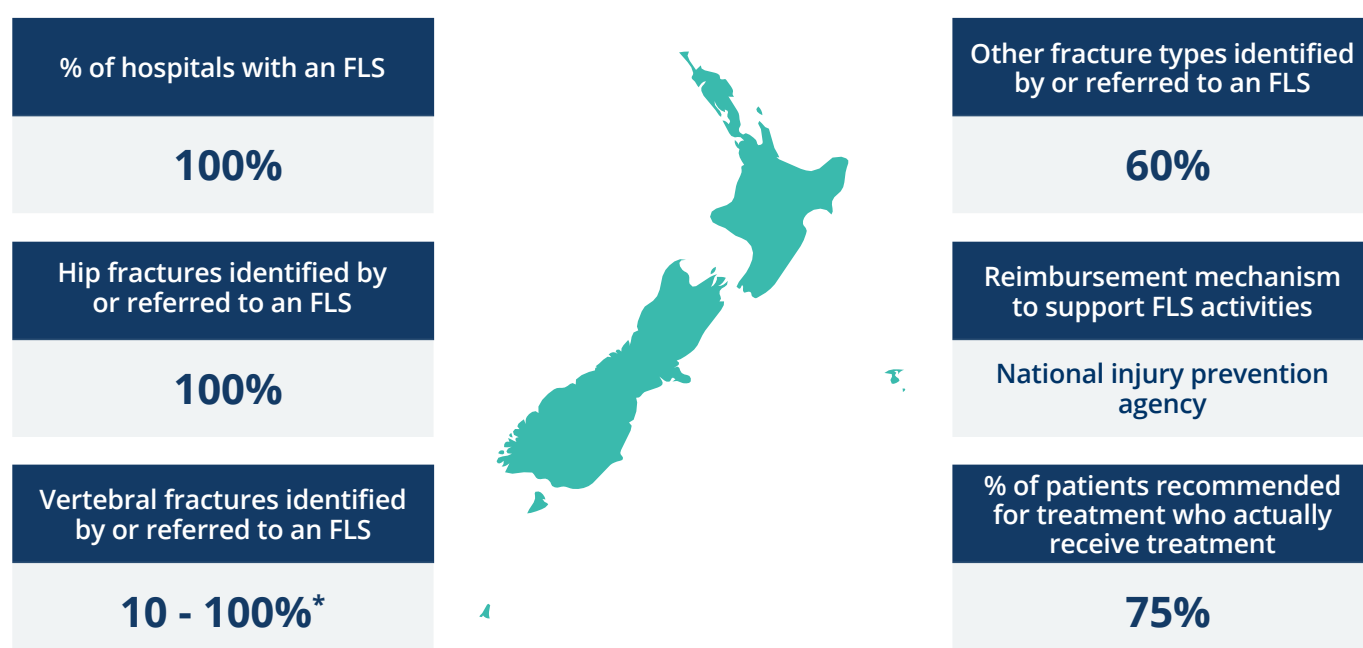 % of hospitals with an FLS
100%
Hip fractures identified by
or referred to an FLS
100%
Vertebral fractures identified
by or referred to an FLS
10 - 100%*
Other fracture types identified
by or referred to an FLS
60%
Reimbursement mechanism
to support FLS activities
National injury prevention
agency
% of patients recommended
for treatment who actually
receive treatment
75%